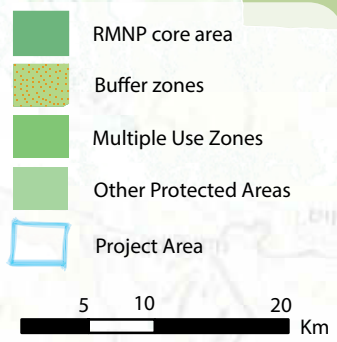 RMNP core area
Buffer zones
Multiple Use Zones
Other Protected Areas
Project Area
5 10 20
Km